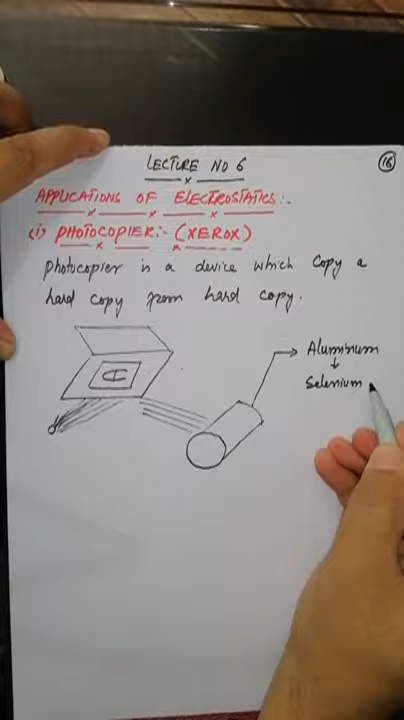 LECTURE NO 6
16
APPLICATIONS OF ELECTROSTATICS:-
(i) PHOTOCOPIER:- (XEROX)
photocopier is a device which copy a
hard copy from hard copy.
Aluminum
Selenium